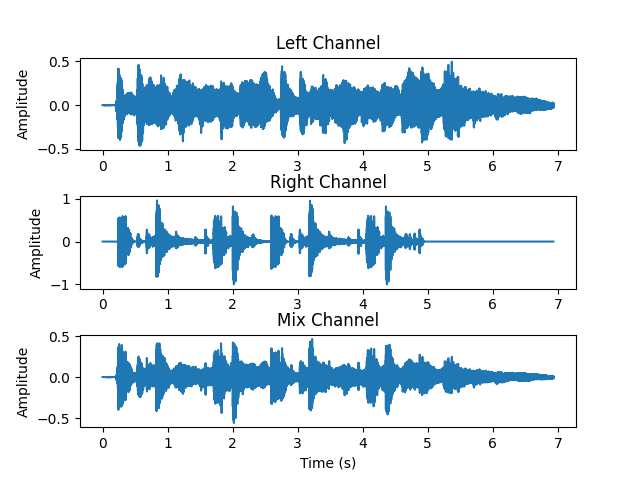 Left Channel
0.5
0.0
−0.5
Amplitude
0 1 2 3 4 5 6 7
Right Channel
1
0
−1
Amplitude
0 1 2 3 4 5 6 7
Mix Channel
0.5
0.0
−0.5
Amplitude
0 1 2 3 4 5 6 7
Time (s)